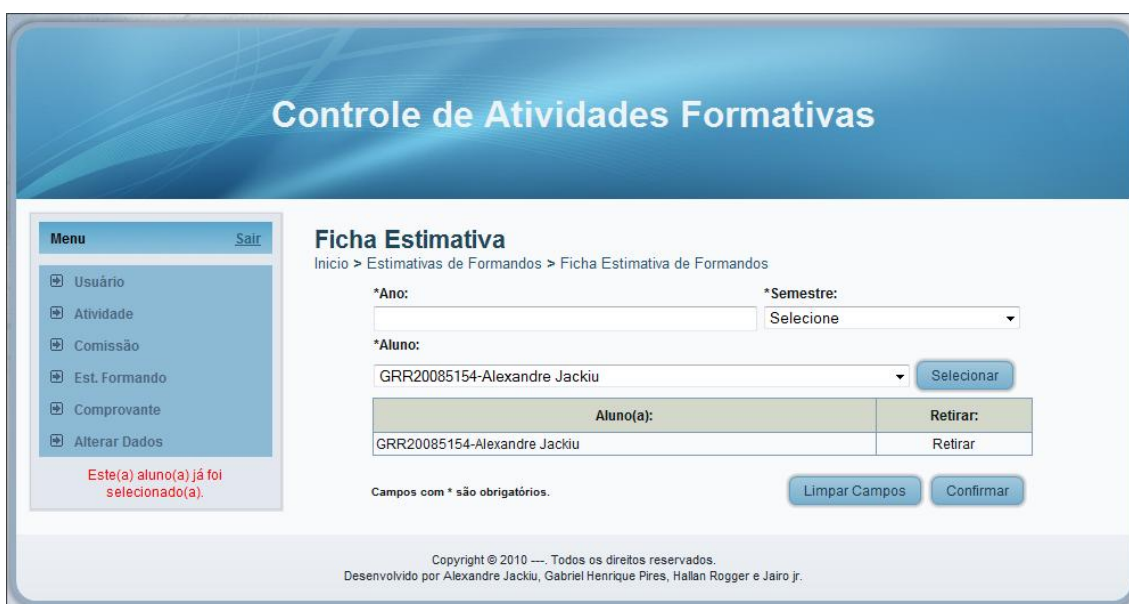 Controle de Atividades Formativas
Menu Sair
Usuário
Atividade
Comissão
Est. Formando
Comprovante
Alterar Dados
Este(a) aluno(a) já foi
selecionado(a).
Ficha Estimativa
Inicio > Estimativas de Formandos > Ficha Estimativa de Formandos
*Ano: *Semestre:
Selecione
*Aluno:
GRR20085154-Alexandre Jackiu Selecionar
Aluno(a): Retirar:
GRR20085154-Alexandre Jackiu Retirar
Campos com * são obrigatórios. Limpar Campos Confirmar
Copyright © 2010 ---. Todos os direitos reservados.
Desenvolvido por Alexandre Jackiu, Gabriel Henrique Pires, Hallan Rogger e Jairo jr.